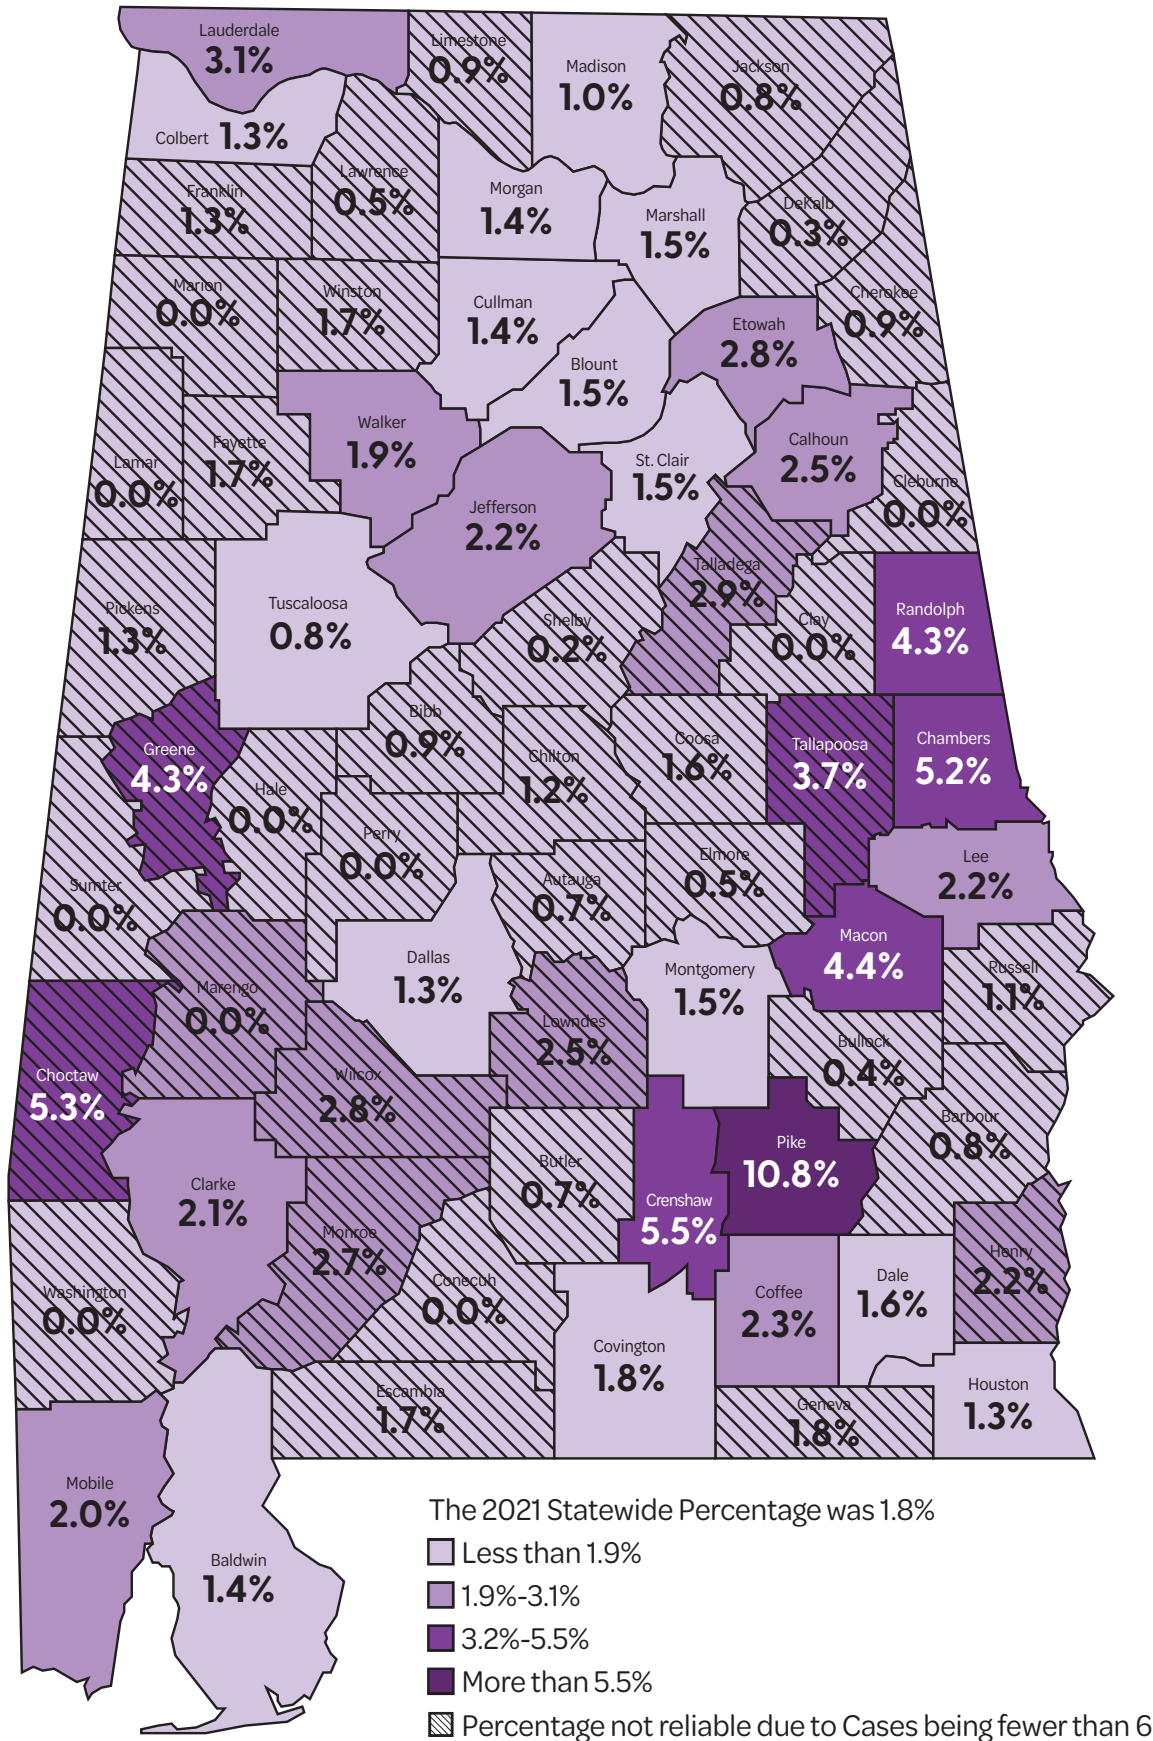 Lauderdale
3.1%
Limestone
0.9%
Madison
1.0%
Jackson
0.8%
Colbert 1.3%
Franklin
1.3%
Lawrence
0.5%
Morgan
1.4%
Marshall
1.5%
DeKalb
0.3%
Marion
0.0%
Winston
1.7%
Cullman
1.4%
Blount
1.5%
Etowah
2.8%
Cherokee
0.9%
Lamar
0.0%
Fayette
1.7%
Walker
1.9%
Jefferson
2.2%
St. Clair
1.5%
Calhoun
2.5%
Cleburne
0.0%
Pickens
1.3%
Tuscaloosa
0.8%
Shelby
0.2%
Talladega
2.9%
Clay
0.0%
Randolph
4.3%
Greene
4.3%
Hale
0.0%
Bibb
0.9%
Chilton
1.2%
Coosa
1.6%
Tallapoosa
3.7%
Chambers
5.2%
Sumter
0.0%
Perry
0.0%
Autauga
0.7%
Elmore
0.5%
Lee
2.2%
Marengo
0.0%
Dallas
1.3%
Lowndes
2.5%
Montgomery
1.5%
Macon
4.4%
Russell
1.1%
Choctaw
5.3%
Wilcox
2.8%
Bullock
0.4%
Barbour
0.8%
Clarke
2.1%
Monroe
2.7%
Butler
0.7%
Crenshaw
5.5%
Pike
10.8%
Washington
0.0%
Conecuh
0.0%
Covington
1.8%
Coffee
2.3%
Dale
1.6%
Henry
2.2%
Escambia
1.7%
Geneva
1.8%
Houston
1.3%
Mobile
2.0%
Baldwin
1.4%
The 2021 Statewide Percentage was 1.8%
Less than 1.9%
1.9%-3.1%
3.2%-5.5%
More than 5.5%
Percentage not reliable due to Cases being fewer than 6